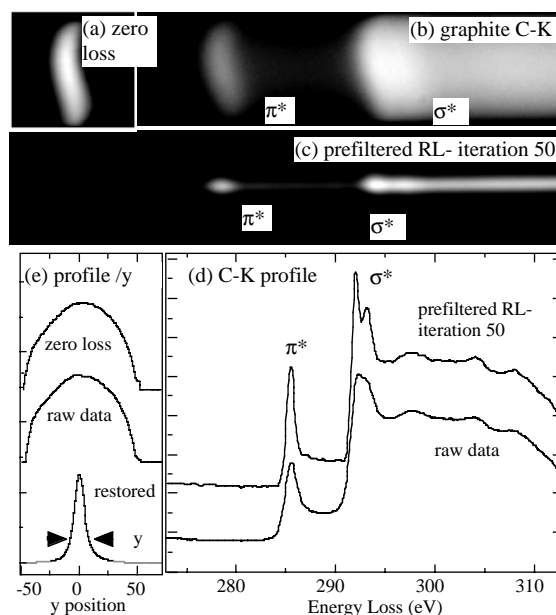 (a) zero
loss
(b) graphite C-K
π*
σ*
(c) prefiltered RL- iteration 50
π*
σ*
(e) profile /y
(d) C-K profile
σ*
zero loss
prefiltered RL-
iteration 50
π*
raw data
raw data
restored
y
-50 0 50
280 290 300 310
y position
Energy Loss (eV)